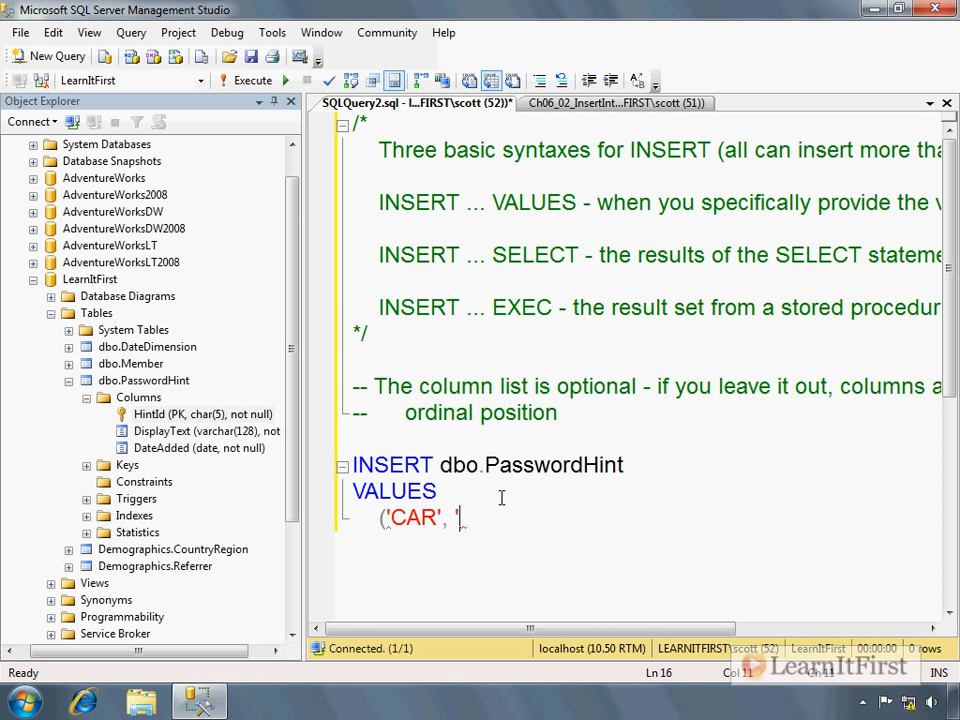 Microsoft SQL Server Management Studio
File Edit View Query Project Debug Tools Window Community Help
New Query
LearnItFirst Execute
Object Explorer
SQLQuery2.sql - l...FIRST\scott (52))* Ch06_02_InsertInt...FIRST\scott (51))
Connect
System Databases
Database Snapshots
AdventureWorks
AdventureWorks2008
AdventureWorksDW
AdventureWorksDW2008
AdventureWorksLT
AdventureWorksLT2008
LearnItFirst
Database Diagrams
Tables
System Tables
dbo.DateDimension
dbo.Member
dbo.PasswordHint
Columns
HintId (PK, char(5), not null)
DisplayText (varchar(128), not
DateAdded (date, not null)
Keys
Constraints
Triggers
Indexes
Statistics
Demographics.CountryRegion
Demographics.Referrer
Views
Synonyms
Programmability
Service Broker
/*
Three basic syntaxes for INSERT (all can insert more tha
INSERT ... VALUES - when you specifically provide the v
INSERT ... SELECT - the results of the SELECT stateme
INSERT ... EXEC - the result set from a stored procedur
*/
-- The column list is optional - if you leave it out, columns a
-- ordinal position
INSERT dbo.PasswordHint
VALUES
('CAR', '
Connected. (1/1) localhost (10.50 RTM) LEARNITFIRST\scott (52) LearnItFirst 00:00:00 0 rows
Ready Ln 16 Col 11 Ch 11 INS
LearnItFirst